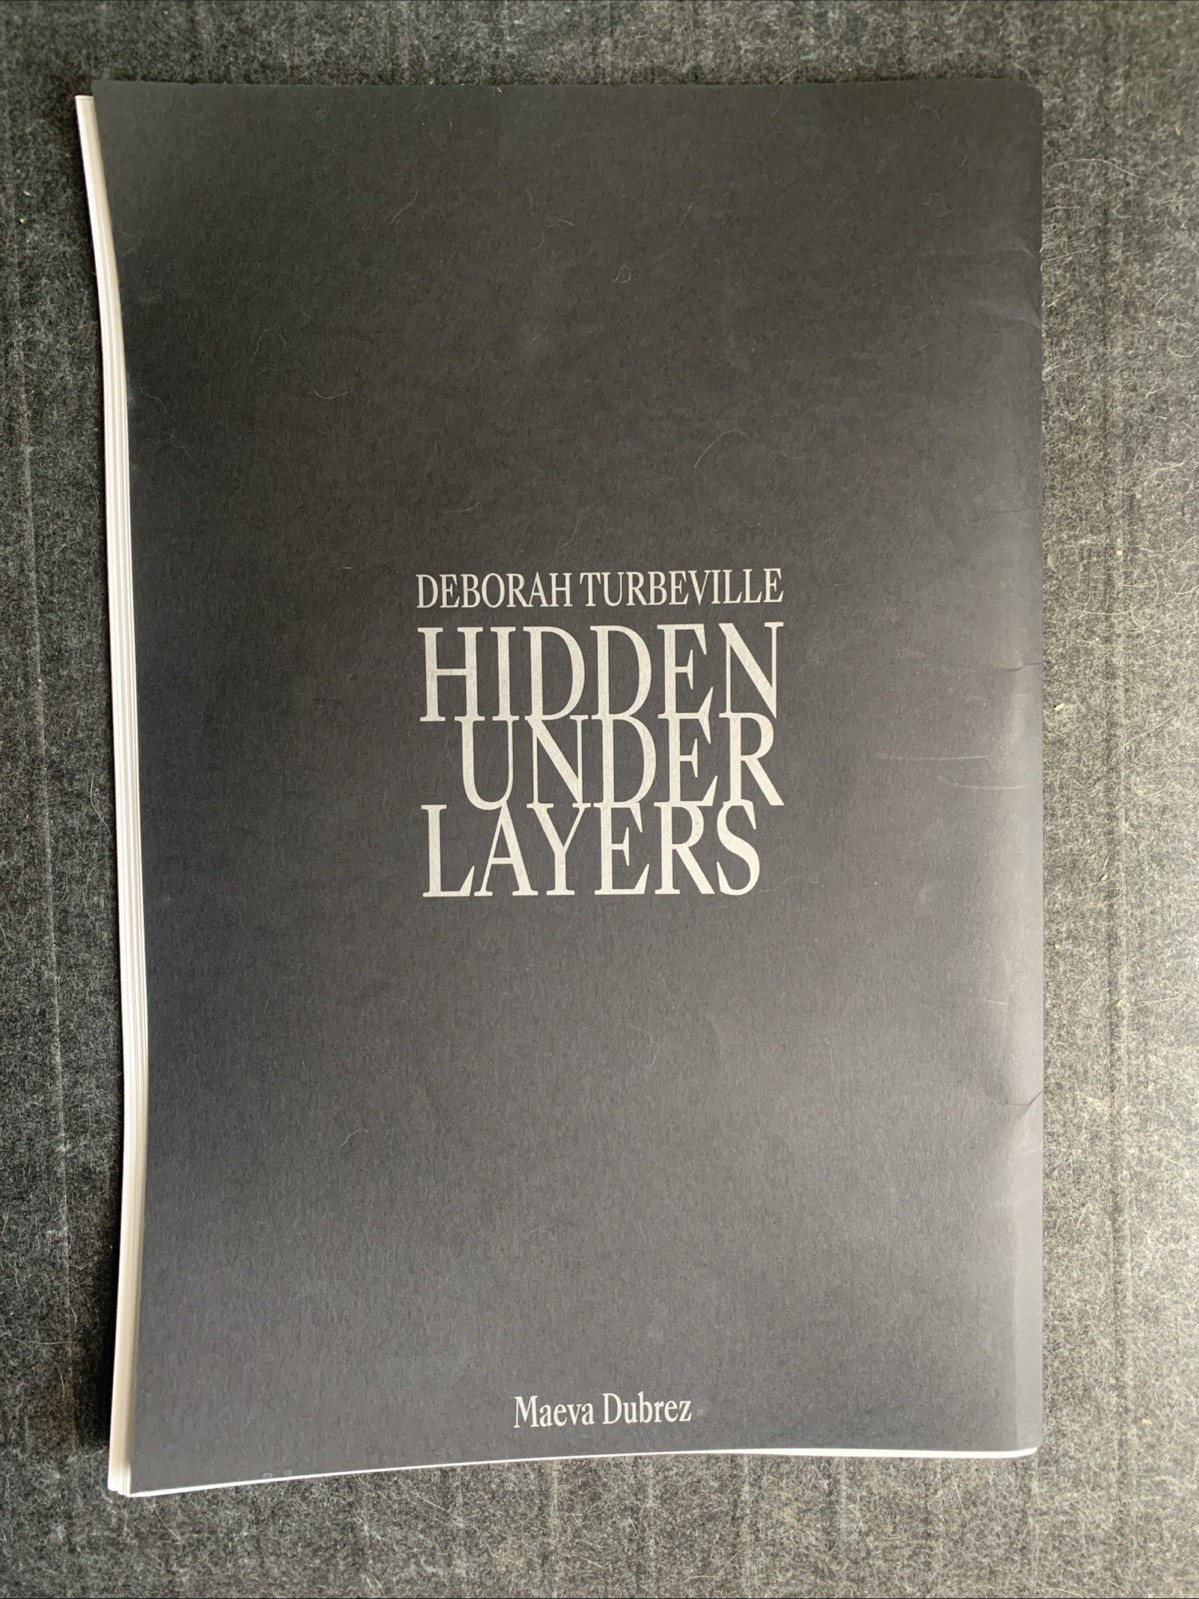 DEBORAH TURBEVILLE
HIDDEN
UNDER
LAYERS
Maeva Dubrez